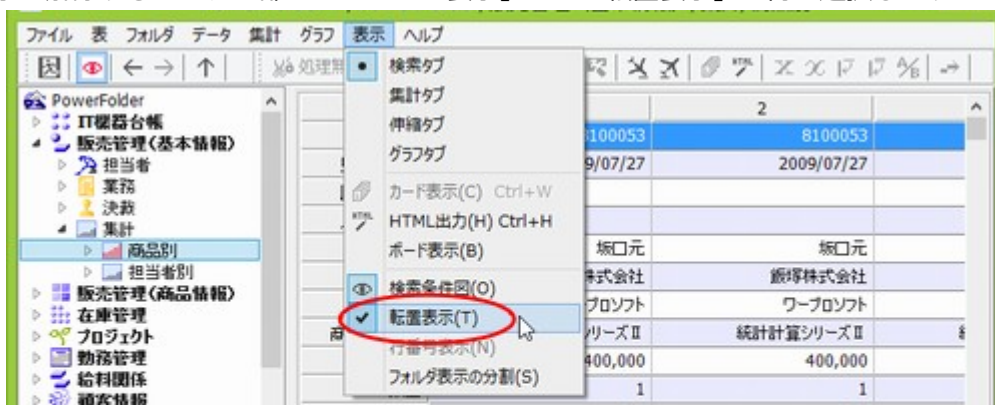 ファイル 表 フォルダ データ 集計 グラフ 表示 ヘルプ
検索タブ
集計タブ
伸縮タブ
グラフタブ
カード表示(C) Ctrl+W
HTML出力(H) Ctrl+H
ボード表示(B)
検索条件図(O)
転置表示(T)
行番号表示(N)
フォルダ表示の分割(S)
PowerFolder
IT機器台帳
販売管理(基本情報)
担当者
業務
決裁
集計
商品別
担当者別
販売管理(商品情報)
在庫管理
プロジェクト
勤務管理
給料関係
顧客情報
2
8100053 8100053
9/07/27 2009/07/27
坂口元 坂口元
株式会社 飯塚株式会社
プロソフト ワープロソフト
リーズⅡ 統計計算シリーズⅡ
400,000 400,000
1 1